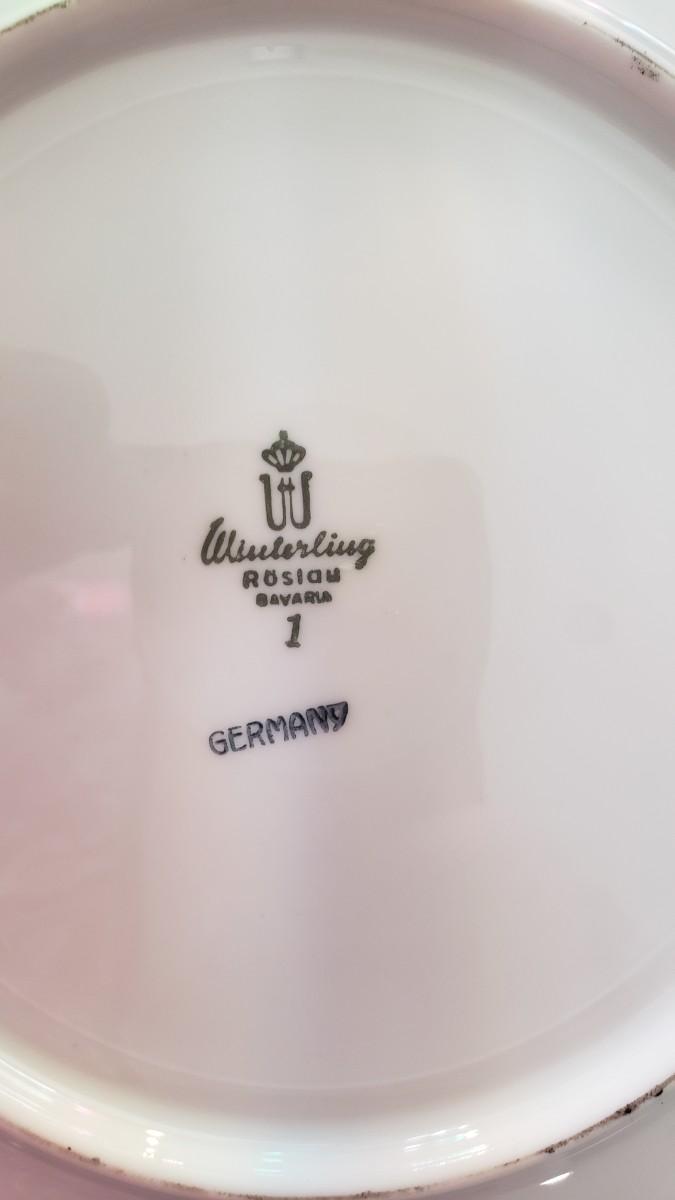 W
Winterling
Röslau
BAVARIA
1
GERMANY